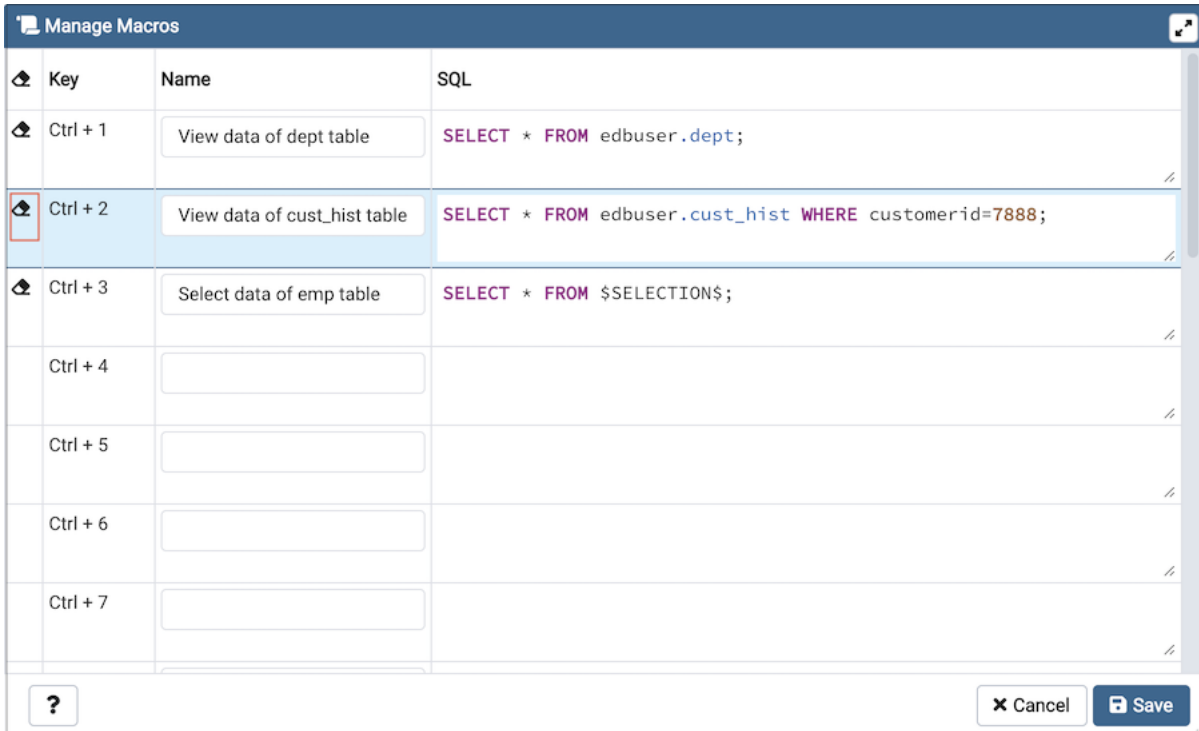 Manage Macros
Key Name SQL
Ctrl + 1 View data of dept table SELECT * FROM edbuser.dept;
Ctrl + 2 View data of cust_hist table SELECT * FROM edbuser.cust_hist WHERE customerid=7888;
Ctrl + 3 Select data of emp table SELECT * FROM $SELECTION$;
Ctrl + 4
Ctrl + 5
Ctrl + 6
Ctrl + 7
? Cancel Save